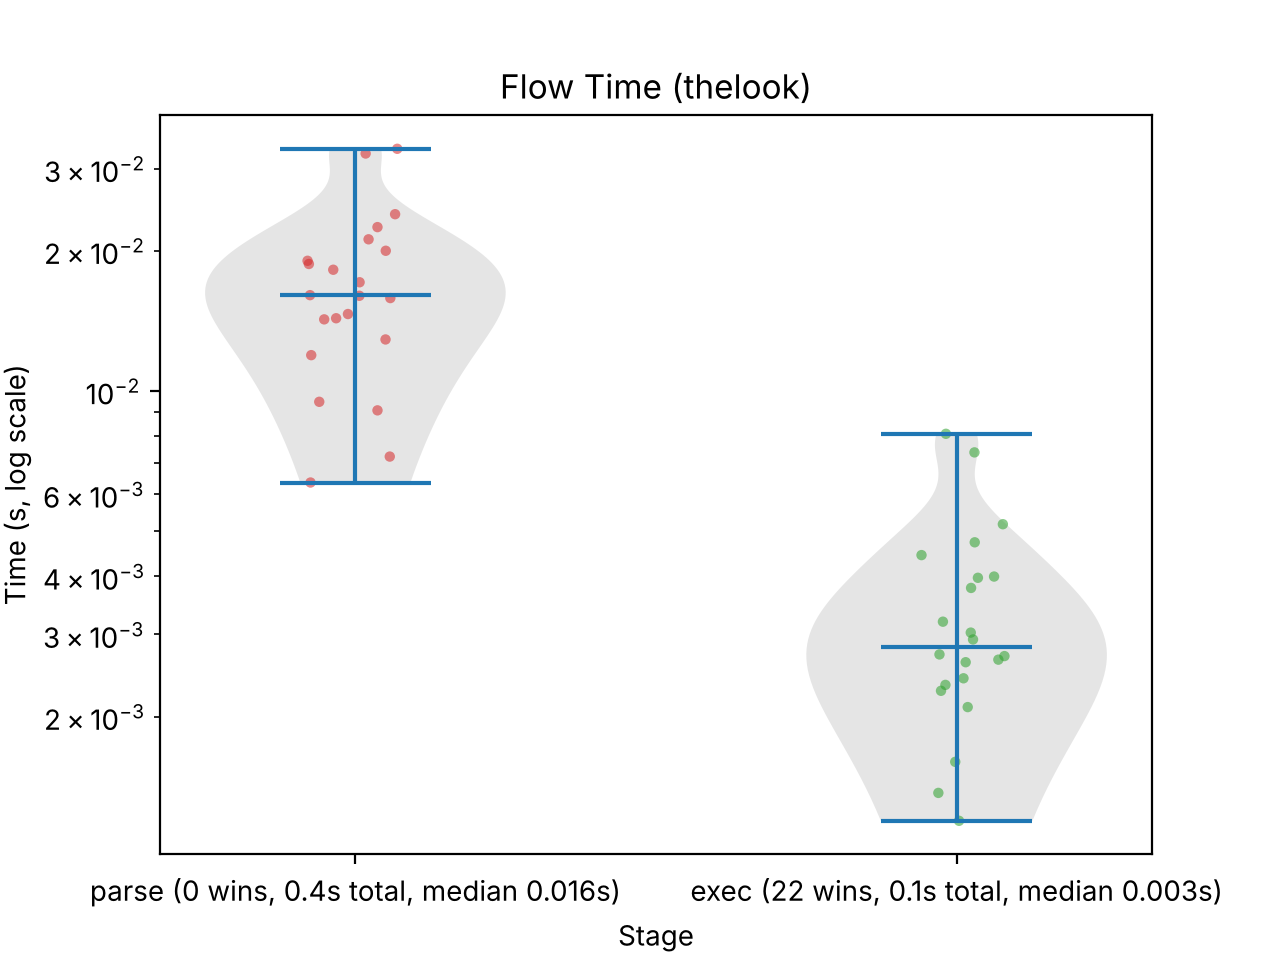 Flow Time (thelook)
3 × 10⁻²
2 × 10⁻²
10⁻²
6 × 10⁻³
4 × 10⁻³
3 × 10⁻³
2 × 10⁻³
Time (s, log scale)
parse (0 wins, 0.4s total, median 0.016s)
exec (22 wins, 0.1s total, median 0.003s)
Stage